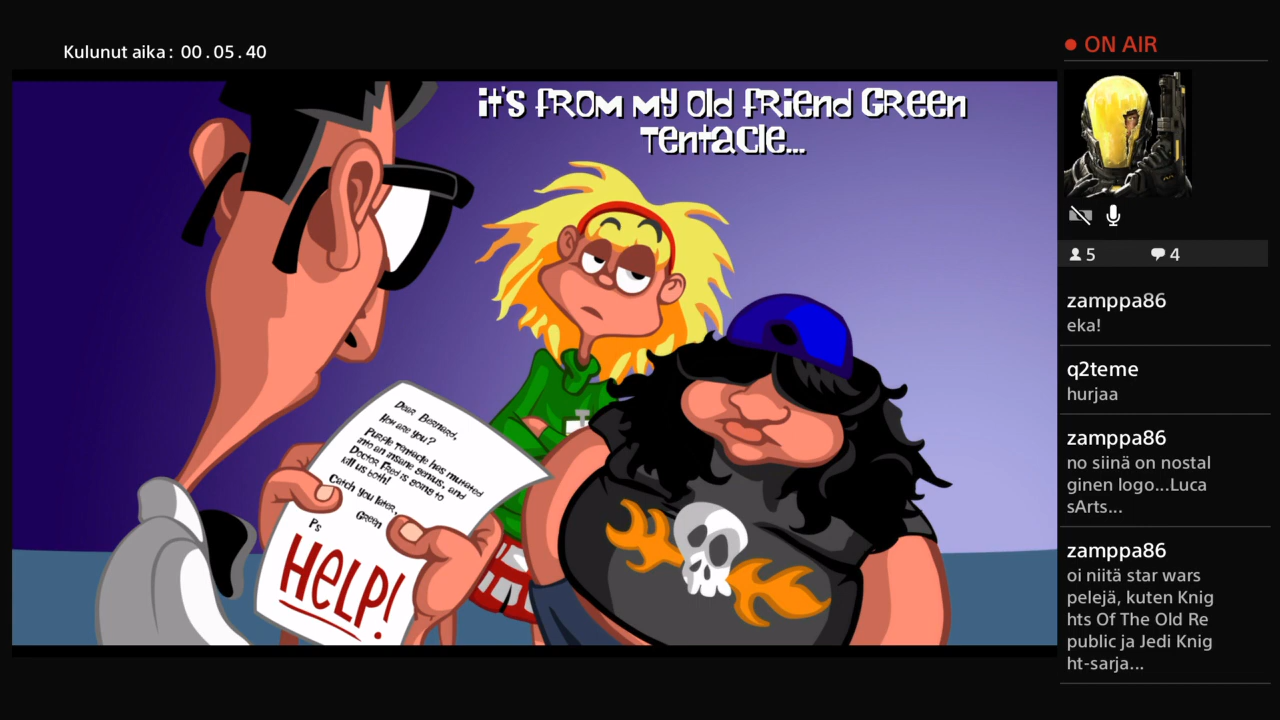 Kulunut aika: 00.05.40
ON AIR
it's from my old friend Green
Tentacle...
5
4
zamppa86
eka!
q2teme
hurjaa
zamppa86
no siinä on nostal
ginen logo...Luca
sArts...
zamppa86
oi niitä star wars
pelejä, kuten Knig
hts Of The Old Re
public ja Jedi Knig
ht-sarja...
Dear Bernard,
How are you?
Purple Tentacle has mutated
into an insane genius, and
Doctor Fred is going to
kill us both!
Catch you later,
Green
Ps
HELP!